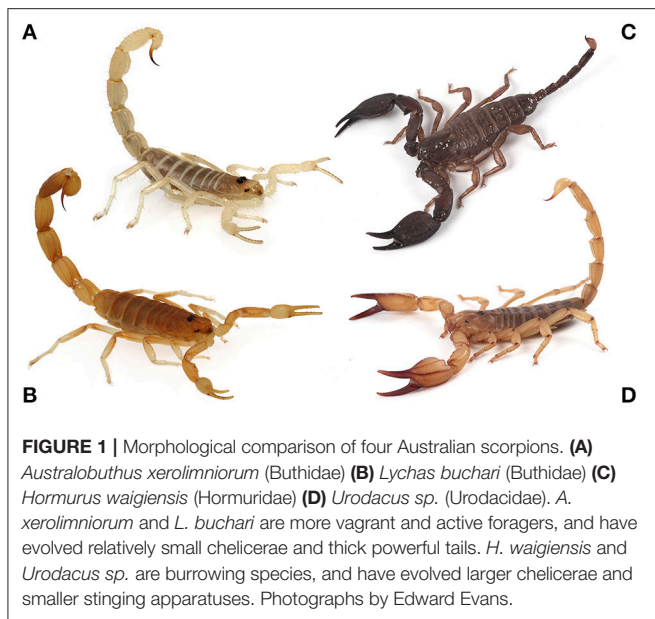 A
C
B
D
FIGURE 1 | Morphological comparison of four Australian scorpions. (A)
Australobuthus xerolimniorum (Buthidae) (B) Lychas buchari (Buthidae) (C)
Hormurus waigiensis (Hormuridae) (D) Urodacus sp. (Urodacidae). A.
xerolimniorum and L. buchari are more vagrant and active foragers, and have
evolved relatively small chelicerae and thick powerful tails. H. waigiensis and
Urodacus sp. are burrowing species, and have evolved larger chelicerae and
smaller stinging apparatuses. Photographs by Edward Evans.